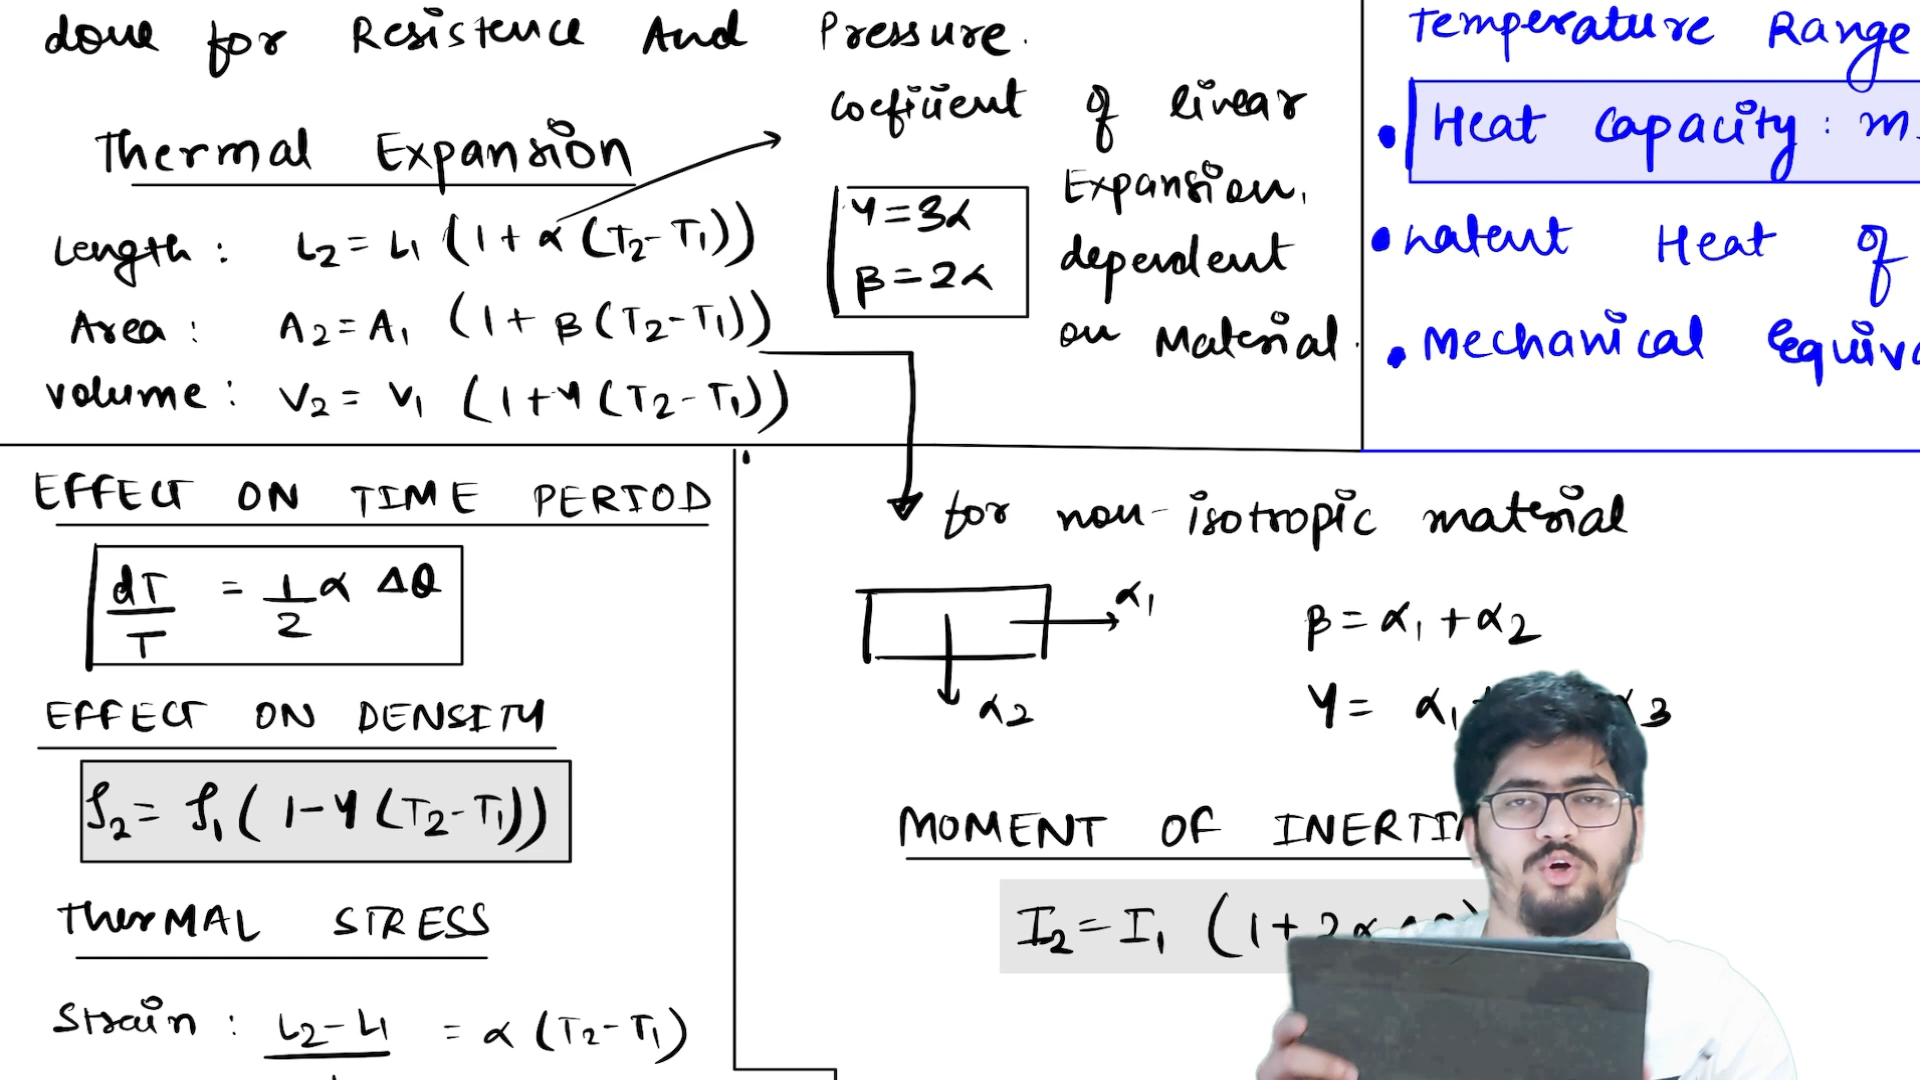 done for Resistence And Pressure.
Thermal Expansion
coefficient of linear
Expansion,
dependent
on Material.
Length : L2 = L1 (1 + α (T2 - T1))
Area : A2 = A1 (1 + β (T2 - T1))
volume : V2 = V1 (1 + γ (T2 - T1))
γ = 3α
β = 2α
Temperature Range
• Heat Capacity : m
• Latent Heat of
• Mechanical
EFFECT ON TIME PERIOD
dT/T = 1/2 α Δθ
EFFECT ON DENSITY
ρ2 = ρ1 (1 - γ (T2 - T1))
THERMAL STRESS
Strain : L2 - L1 = α (T2 - T1)
for non-isotropic material
α1
α2
β = α1 + α2
γ = α1 3
MOMENT OF
I2 = I1 (1 + 2α